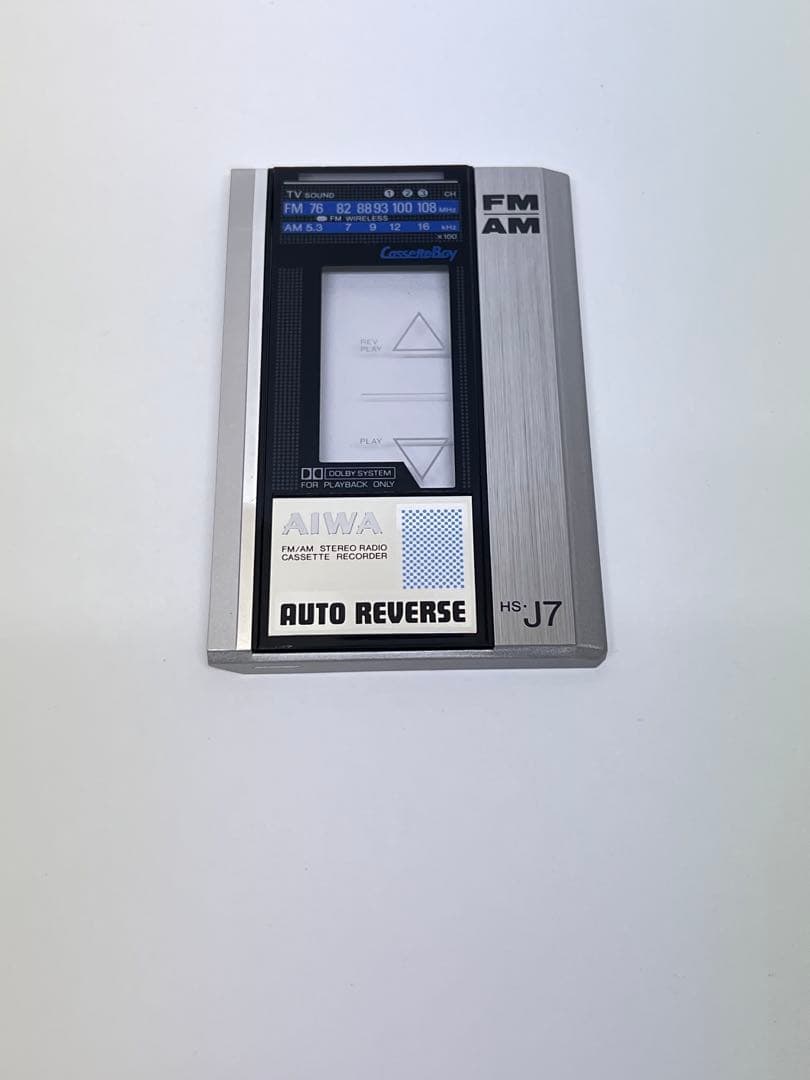 TV SOUND 1 2 3 CH
FM 76 82 88 93 100 108 MHz
FM WIRELESS
AM 5.3 7 9 12 16 kHz
×100
CassetteBoy
FM
AM
REV
PLAY
PLAY
DOLBY SYSTEM
FOR PLAYBACK ONLY
AIWA
FM/AM STEREO RADIO
CASSETTE RECORDER
AUTO REVERSE
HS·J7